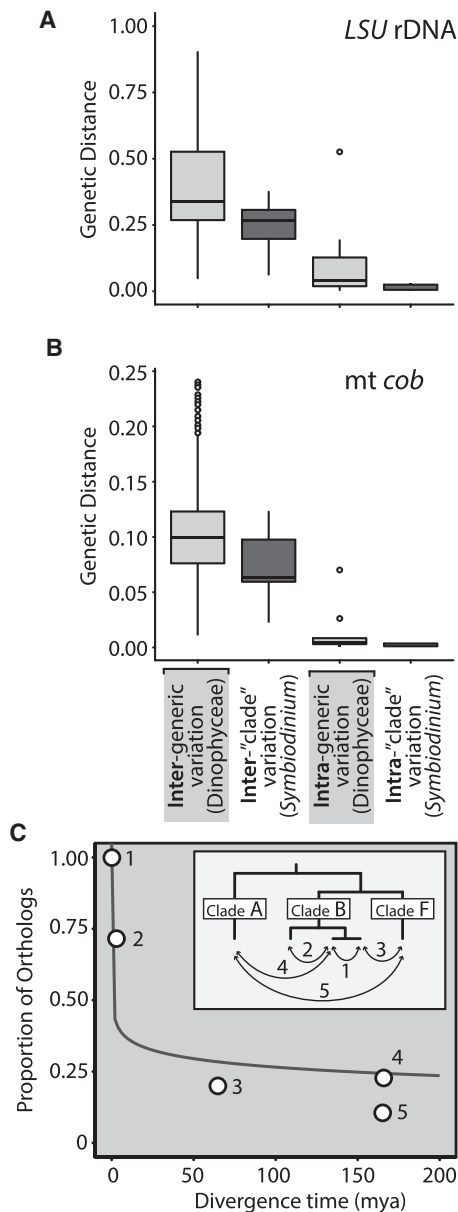 A
LSU rDNA
Genetic Distance
1.00
0.75
0.50
0.25
0.00
B
mt cob
Genetic Distance
0.25
0.20
0.15
0.10
0.05
0.00
Inter-generic
variation
(Dinophyceae)
Inter-"clade"
variation
(Symbiodinium)
Intra-generic
variation
(Dinophyceae)
Intra-"clade"
variation
(Symbiodinium)
C
Proportion of Orthologs
1.00
0.75
0.50
0.25
0
1
2
3
4
5
Clade A
Clade B
Clade F
2
3
4
1
5
0
50
100
150
200
Divergence time (mya)